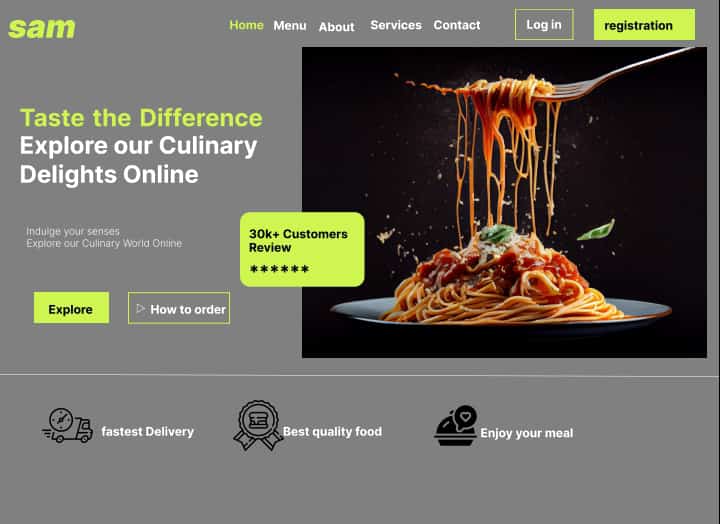 sam
Home Menu About Services Contact Log in registration
Taste the Difference
Explore our Culinary
Delights Online
Indulge your senses
Explore our Culinary World Online
30k+ Customers
Review
******
Explore
How to order
fastest Delivery
Best quality food
Enjoy your meal